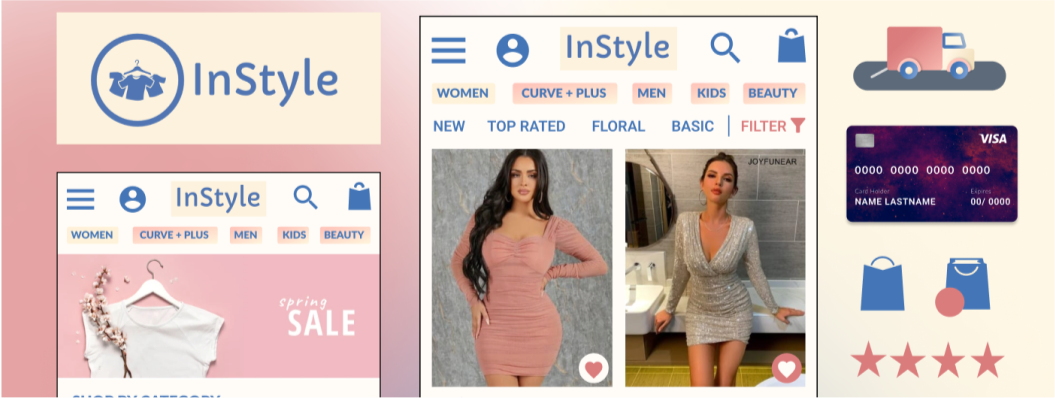 InStyle
InStyle
WOMEN CURVE + PLUS MEN KIDS BEAUTY
spring
SALE
SHOP BY CATEGORY
InStyle
WOMEN CURVE + PLUS MEN KIDS BEAUTY
NEW TOP RATED FLORAL BASIC FILTER
JOYFUNEAR
VISA
0000 0000 0000 0000
Card Holder Expires
NAME LASTNAME 00/ 0000